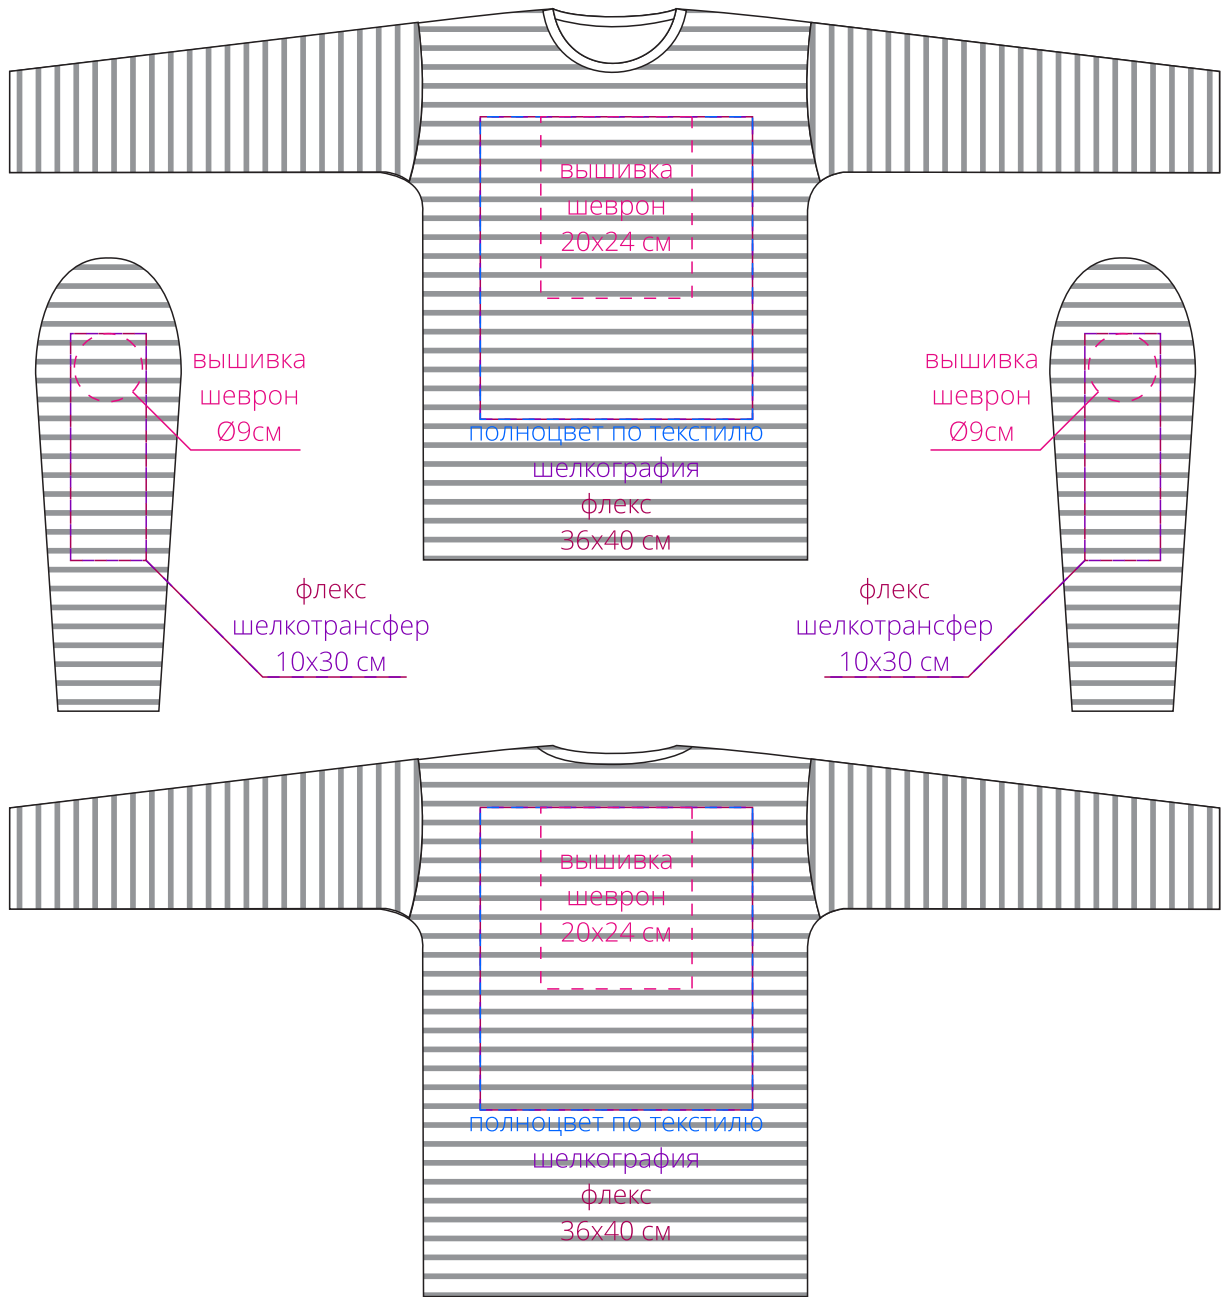 вышивка
шеврон
20х24 см
полноцвет по текстилю
шелкография
флекс
36х40 см
вышивка
шеврон
Ø9см
флекс
шелкотрансфер
10х30 см
вышивка
шеврон
Ø9см
флекс
шелкотрансфер
10х30 см
вышивка
шеврон
20х24 см
полноцвет по текстилю
шелкография
флекс
36х40 см